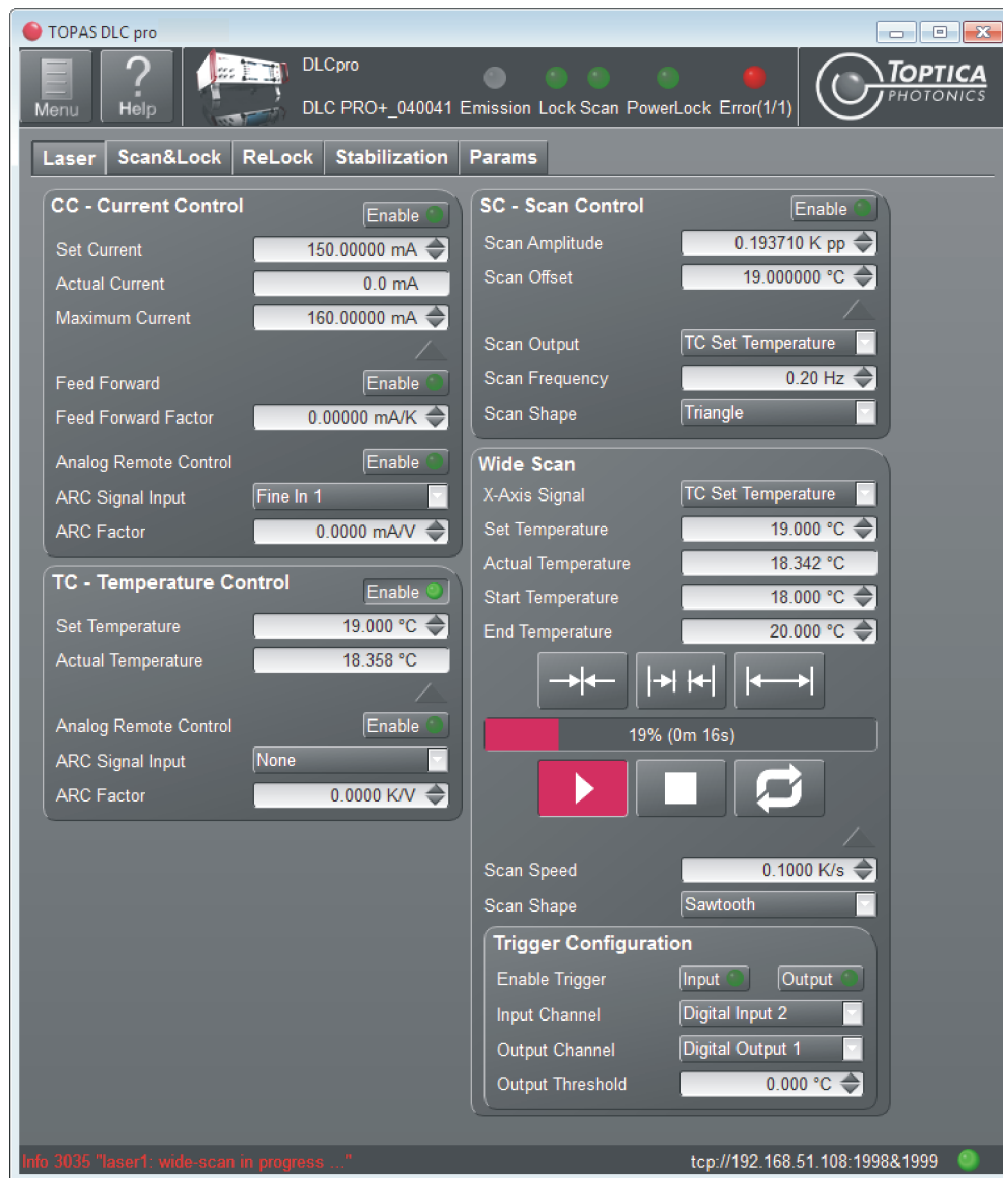 TOPAS DLC pro
Menu
Help
DLCpro
DLC PRO+_040041
Emission Lock Scan PowerLock Error(1/1)
TOPTICA
PHOTONICS
Laser Scan&Lock ReLock Stabilization Params
CC - Current Control
Enable
Set Current 150.00000 mA
Actual Current 0.0 mA
Maximum Current 160.00000 mA
Feed Forward Enable
Feed Forward Factor 0.00000 mA/K
Analog Remote Control Enable
ARC Signal Input Fine In 1
ARC Factor 0.0000 mA/V
TC - Temperature Control
Enable
Set Temperature 19.000 °C
Actual Temperature 18.358 °C
Analog Remote Control Enable
ARC Signal Input None
ARC Factor 0.0000 K/V
SC - Scan Control
Enable
Scan Amplitude 0.193710 K pp
Scan Offset 19.000000 °C
Scan Output TC Set Temperature
Scan Frequency 0.20 Hz
Scan Shape Triangle
Wide Scan
X-Axis Signal TC Set Temperature
Set Temperature 19.000 °C
Actual Temperature 18.342 °C
Start Temperature 18.000 °C
End Temperature 20.000 °C
19% (0m 16s)
Scan Speed 0.1000 K/s
Scan Shape Sawtooth
Trigger Configuration
Enable Trigger Input Output
Input Channel Digital Input 2
Output Channel Digital Output 1
Output Threshold 0.000 °C
Info 3035 "laser1: wide-scan in progress ..."
tcp://192.168.51.108:1998&1999